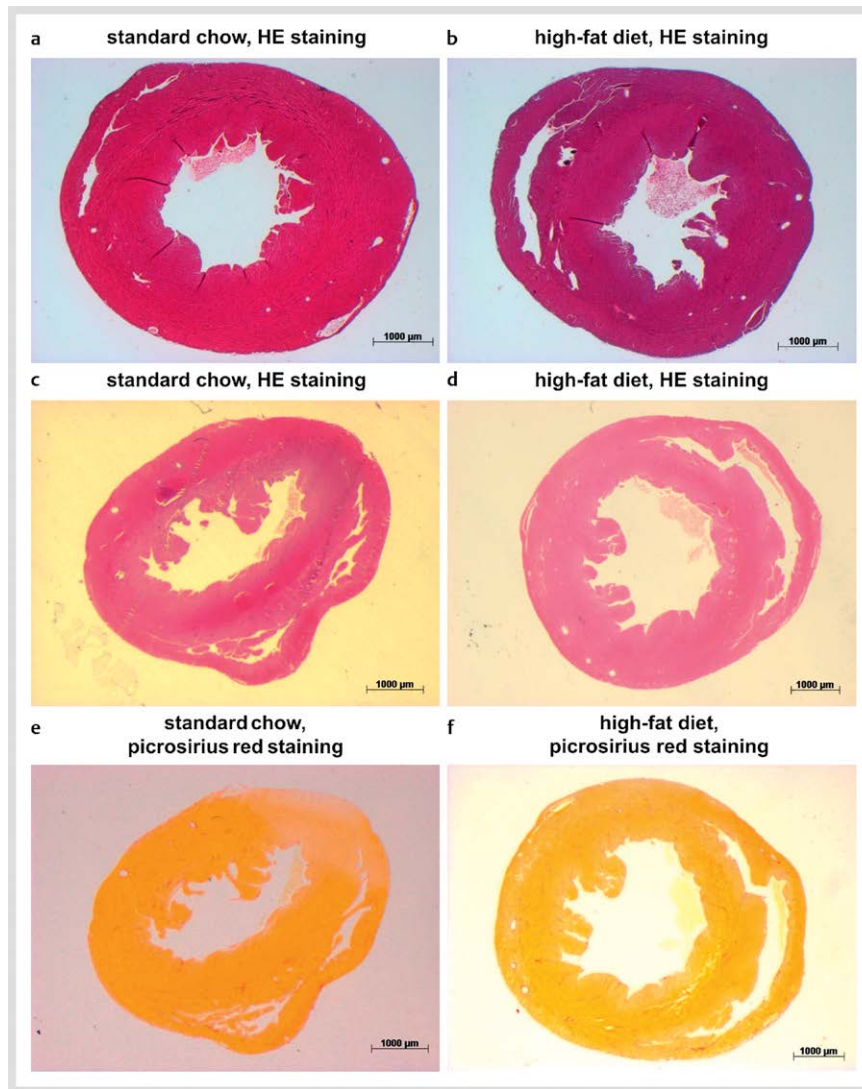 a standard chow, HE staining
b high-fat diet, HE staining
1000 µm
1000 µm
c standard chow, HE staining
d high-fat diet, HE staining
1000 µm
1000 µm
e standard chow,
picrosirius red staining
f high-fat diet,
picrosirius red staining
1000 µm
1000 µm